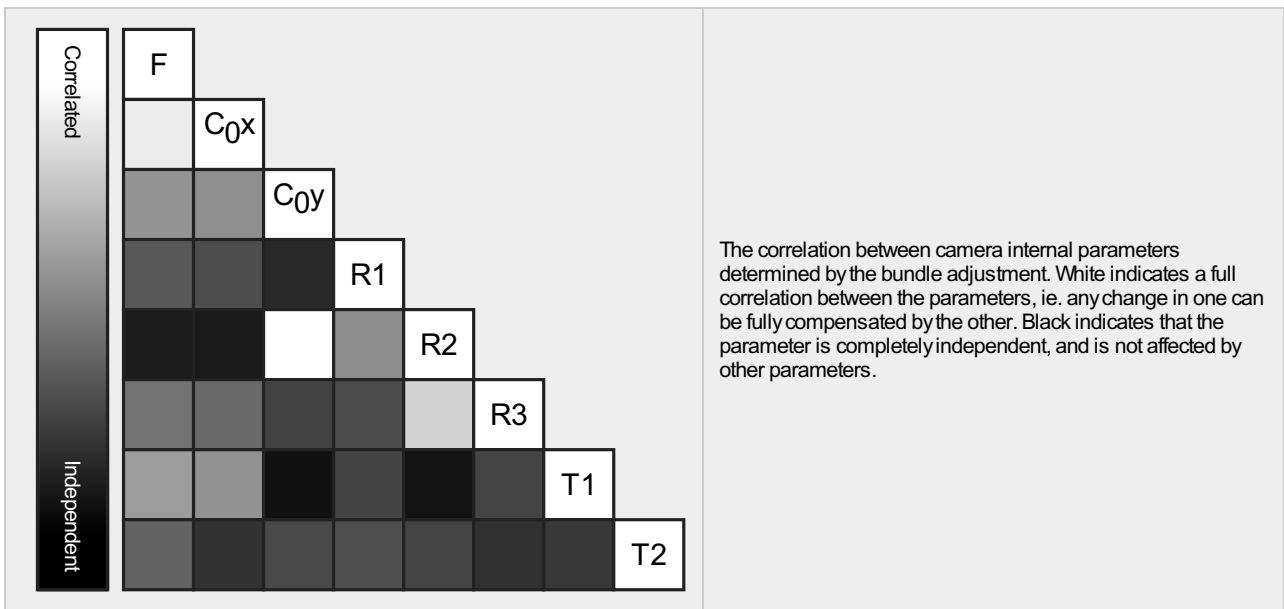 Correlated
Independent
F
C0x
C0y
R1
R2
R3
T1
T2
The correlation between camera internal parameters
determined by the bundle adjustment. White indicates a full
correlation between the parameters, ie. any change in one can
be fully compensated by the other. Black indicates that the
parameter is completely independent, and is not affected by
other parameters.